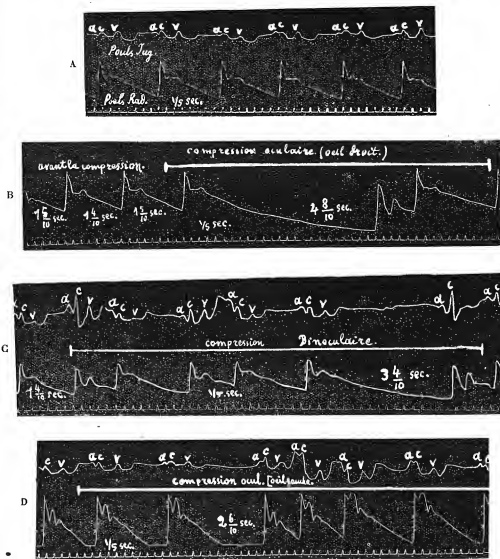 a c v a c v a c v a c v a c v a c v
Pouls Jug.
A
Pouls Rad. 1/5 sec.
compression oculaire. (oeil droit.)
avant la compression.
B
1 5/10 sec. 1 4/10 sec. 1 5/10 sec. 1/5 sec. 4 8/10 sec.
a c v a c v a c v a c v a c v a c v
compression Binoculaire.
C
1 4/10 sec. 1/5 sec. 3 4/10 sec.
c v a c v a c v a c v a c v a c v a c v a c v a c
compression ocul. [oeil gauche.
D
1/5 sec. 2 6/10 sec.